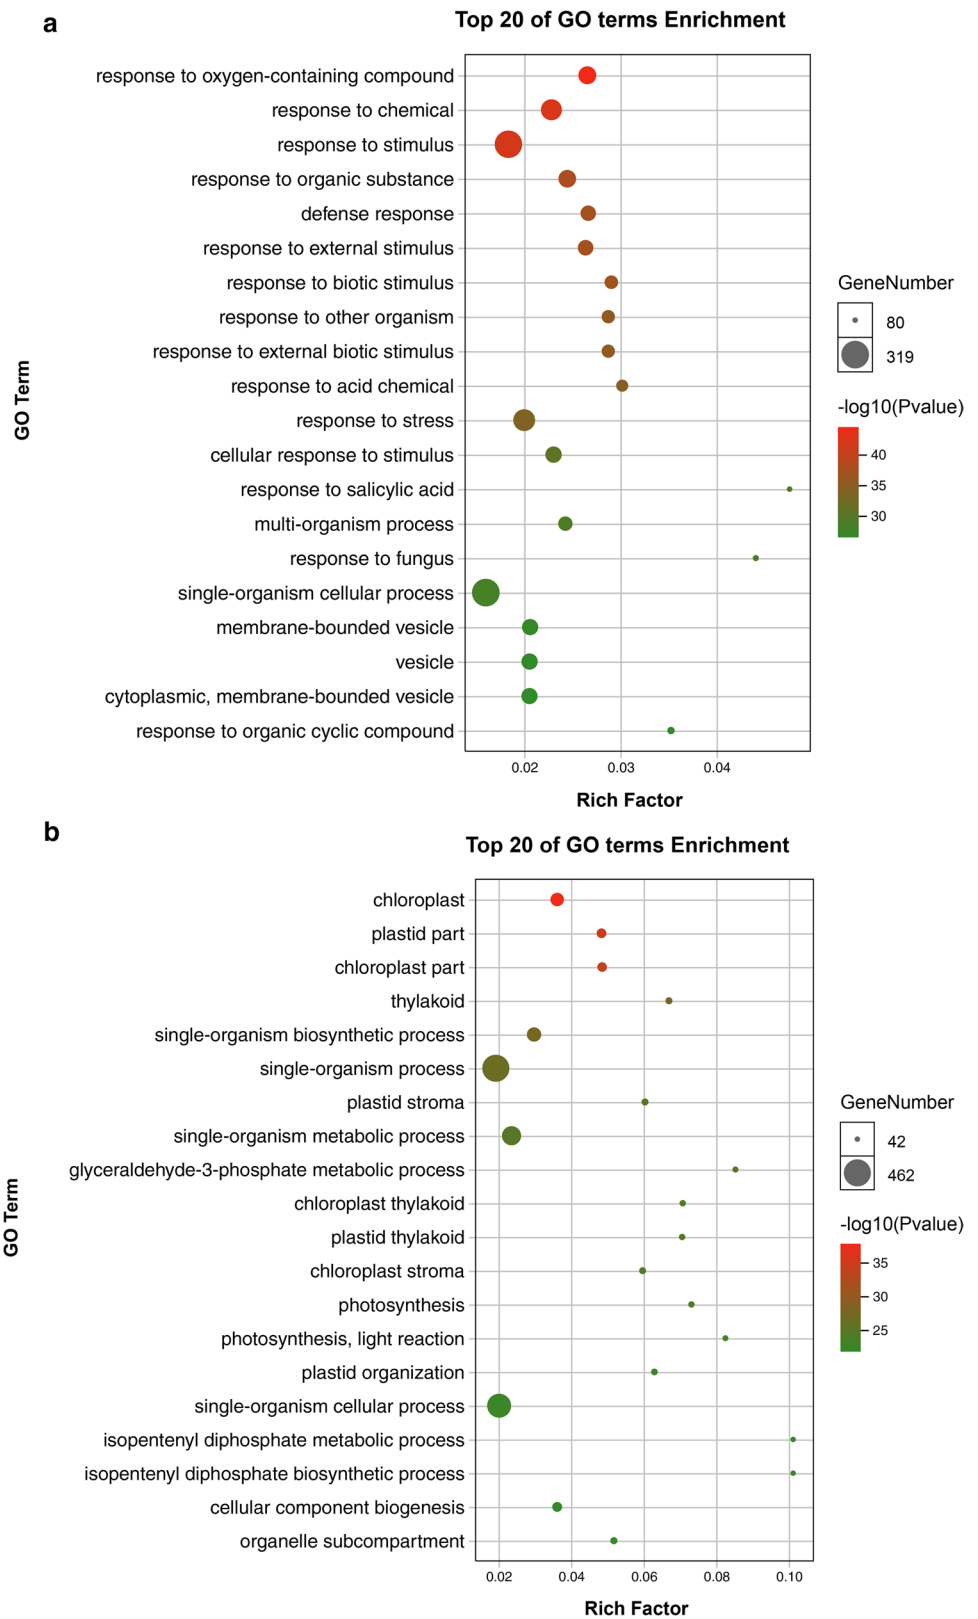 a
Top 20 of GO terms Enrichment
response to oxygen-containing compound
response to chemical
response to stimulus
response to organic substance
defense response
response to external stimulus
response to biotic stimulus
response to other organism
response to external biotic stimulus
response to acid chemical
response to stress
cellular response to stimulus
response to salicylic acid
multi-organism process
response to fungus
single-organism cellular process
membrane-bounded vesicle
vesicle
cytoplasmic, membrane-bounded vesicle
response to organic cyclic compound
GO Term
0.02 0.03 0.04
Rich Factor
GeneNumber
80
319
-log10(Pvalue)
40
35
30
b
Top 20 of GO terms Enrichment
chloroplast
plastid part
chloroplast part
thylakoid
single-organism biosynthetic process
single-organism process
plastid stroma
single-organism metabolic process
glyceraldehyde-3-phosphate metabolic process
chloroplast thylakoid
plastid thylakoid
chloroplast stroma
photosynthesis
photosynthesis, light reaction
plastid organization
single-organism cellular process
isopentenyl diphosphate metabolic process
isopentenyl diphosphate biosynthetic process
cellular component biogenesis
organelle subcompartment
GO Term
0.02 0.04 0.06 0.08 0.10
Rich Factor
GeneNumber
42
462
-log10(Pvalue)
35
30
25